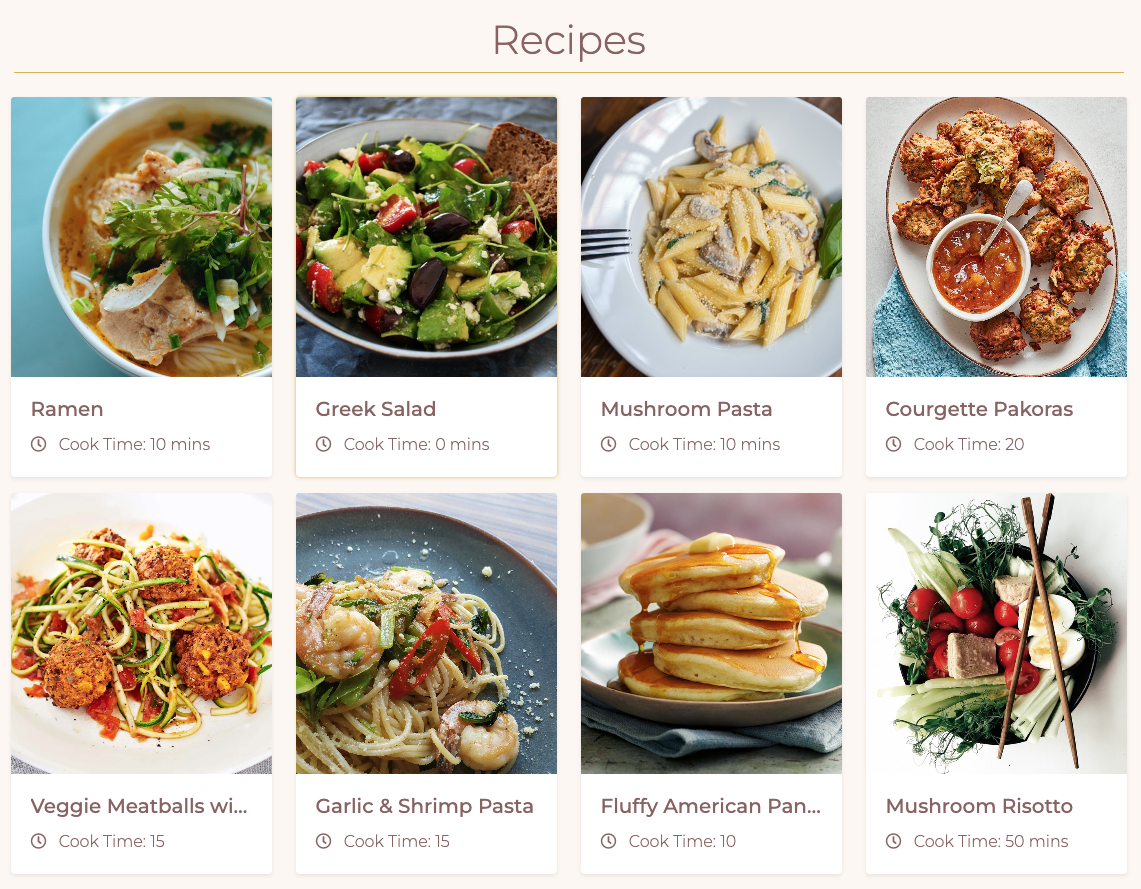 Recipes
Ramen
Cook Time: 10 mins
Greek Salad
Cook Time: 0 mins
Mushroom Pasta
Cook Time: 10 mins
Courgette Pakoras
Cook Time: 20
Veggie Meatballs wi...
Cook Time: 15
Garlic & Shrimp Pasta
Cook Time: 15
Fluffy American Pan...
Cook Time: 10
Mushroom Risotto
Cook Time: 50 mins